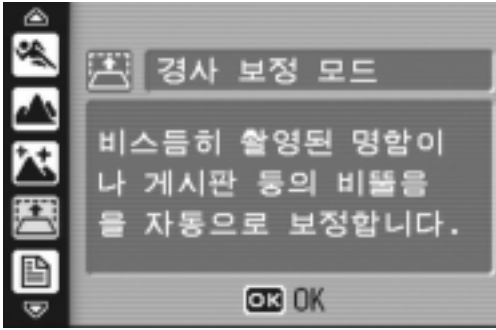 경사 보정 모드
비스듬히 촬영된 명함이
나 게시판 등의 비뚤음
을 자동으로 보정합니다.
OK OK